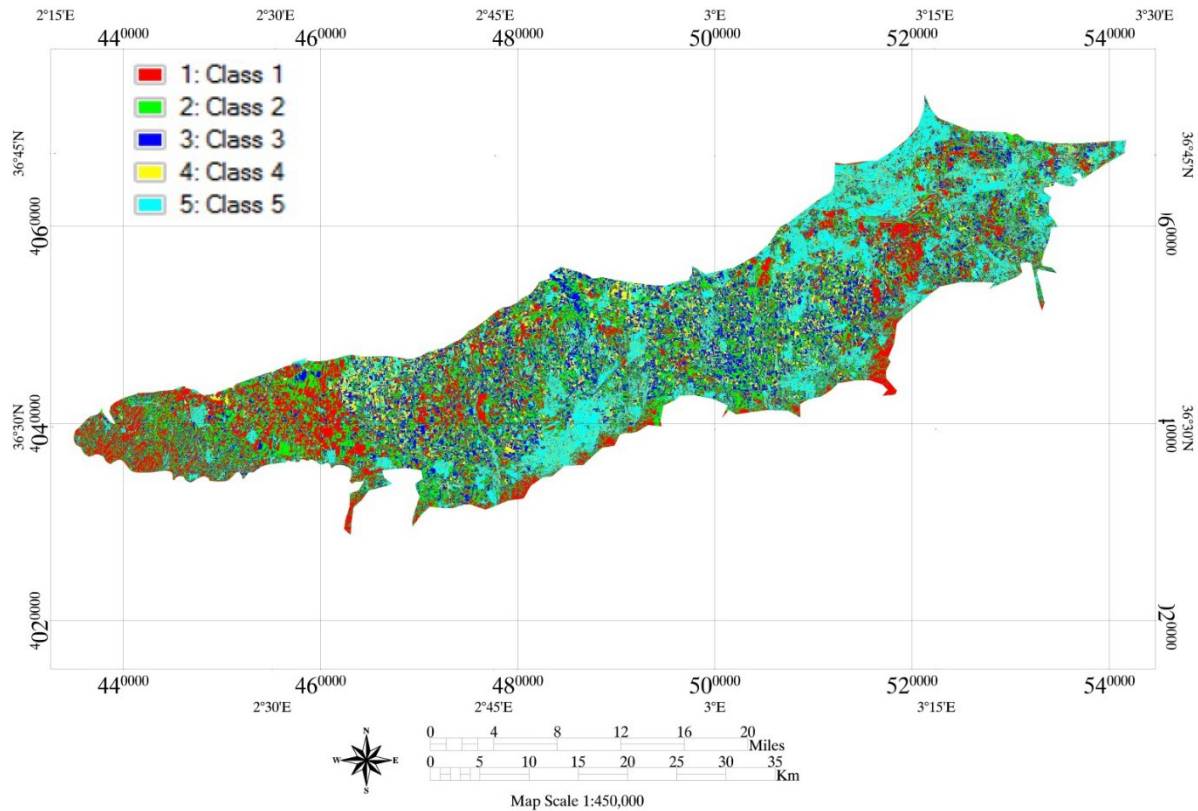 2°15'E 2°30'E 2°45'E 3°E 3°15'E 3°30'E
440000 460000 480000 500000 520000 540000
1: Class 1
2: Class 2
3: Class 3
4: Class 4
5: Class 5
36°45'N 36°45'N
4060000 60000
36°30'N 36°30'N
4040000 0000
4020000 20000
440000 460000 480000 500000 520000 540000
2°30'E 2°45'E 3°E 3°15'E
N
W E
S
0 4 8 12 16 20
Miles
0 5 10 15 20 25 30 35
Km
Map Scale 1:450,000